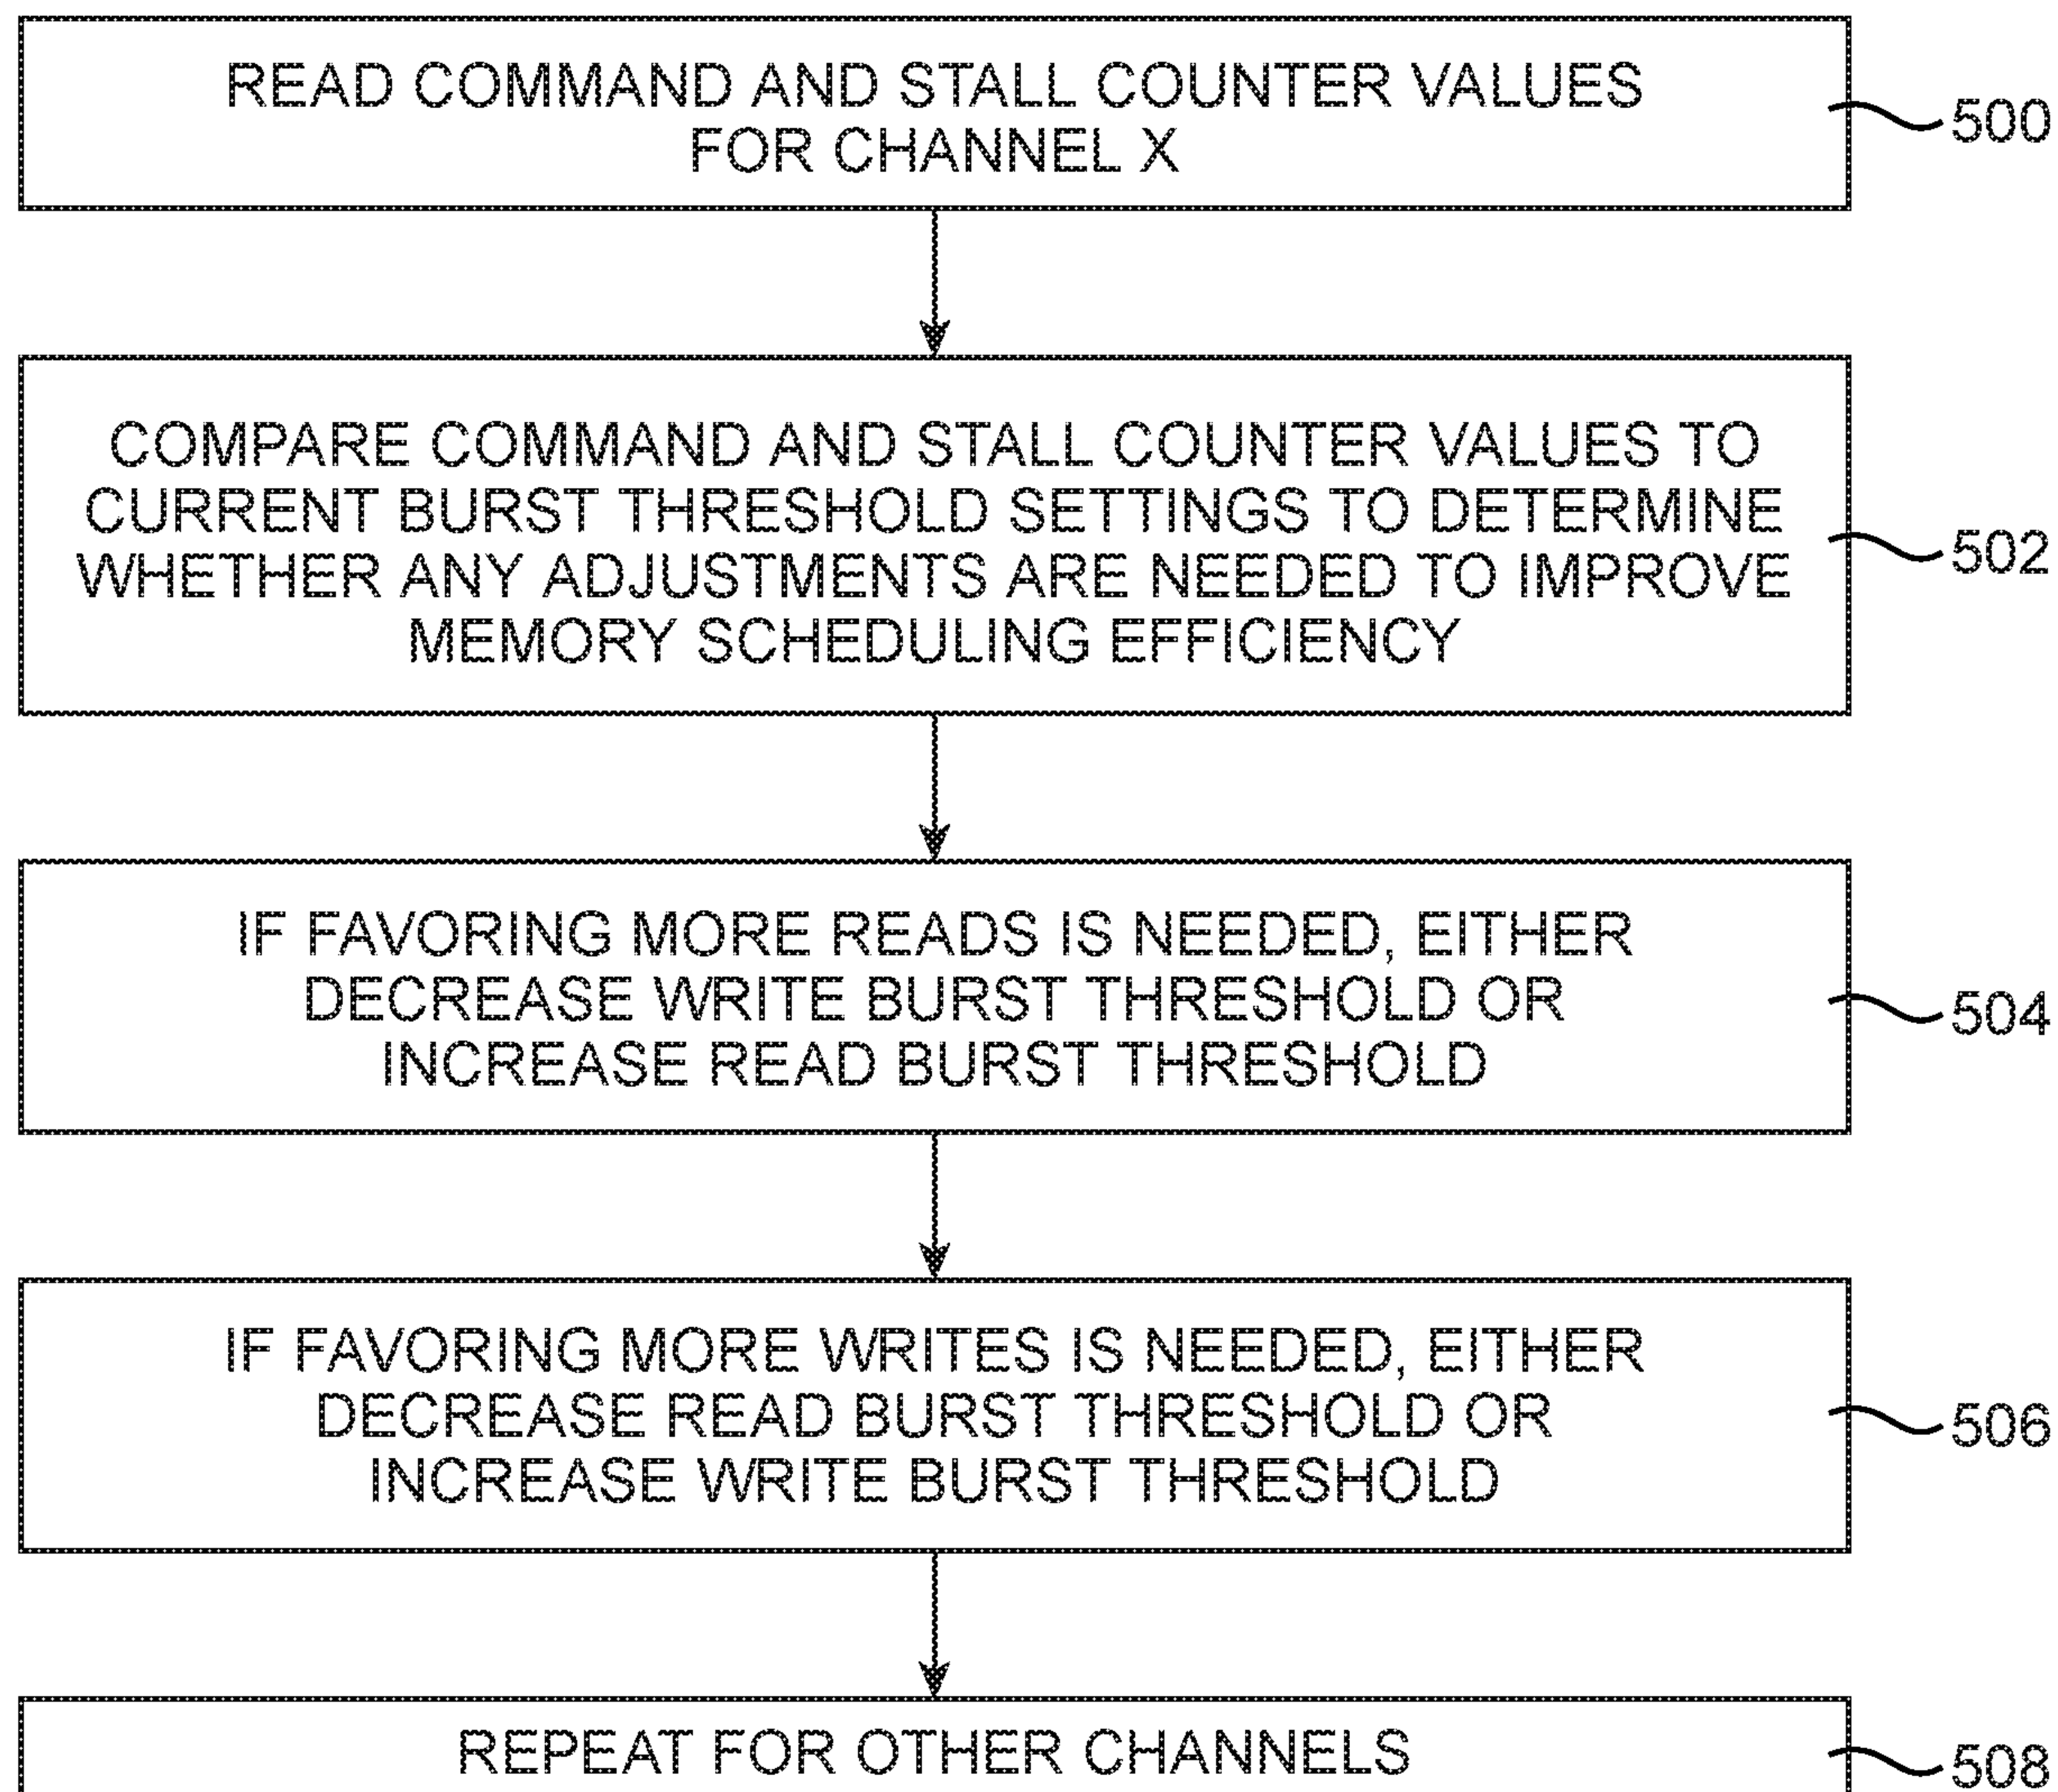 READ COMMAND AND STALL COUNTER VALUES
FOR CHANNEL X
500
COMPARE COMMAND AND STALL COUNTER VALUES TO
CURRENT BURST THRESHOLD SETTINGS TO DETERMINE
WHETHER ANY ADJUSTMENTS ARE NEEDED TO IMPROVE
MEMORY SCHEDULING EFFICIENCY
502
IF FAVORING MORE READS IS NEEDED, EITHER
DECREASE WRITE BURST THRESHOLD OR
INCREASE READ BURST THRESHOLD
504
IF FAVORING MORE WRITES IS NEEDED, EITHER
DECREASE READ BURST THRESHOLD OR
INCREASE WRITE BURST THRESHOLD
506
REPEAT FOR OTHER CHANNELS
508